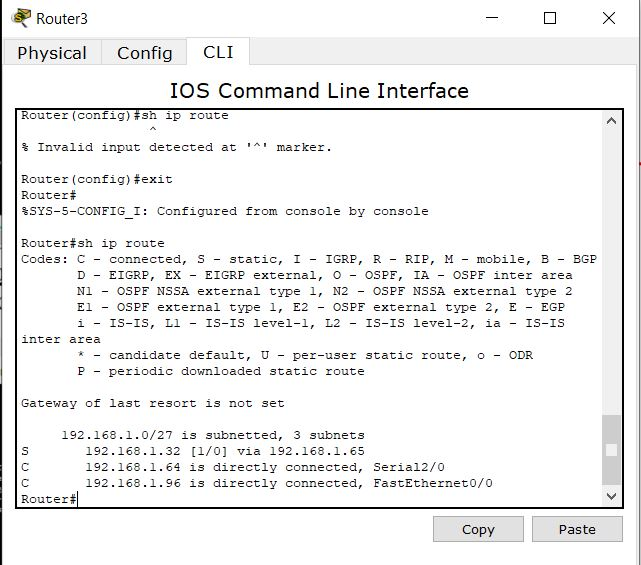 Router3
Physical Config CLI
IOS Command Line Interface
Router(config)#sh ip route
^
% Invalid input detected at '^' marker.
Router(config)#exit
Router#
%SYS-5-CONFIG_I: Configured from console by console
Router#sh ip route
Codes: C - connected, S - static, I - IGRP, R - RIP, M - mobile, B - BGP
D - EIGRP, EX - EIGRP external, O - OSPF, IA - OSPF inter area
N1 - OSPF NSSA external type 1, N2 - OSPF NSSA external type 2
E1 - OSPF external type 1, E2 - OSPF external type 2, E - EGP
i - IS-IS, L1 - IS-IS level-1, L2 - IS-IS level-2, ia - IS-IS
inter area
* - candidate default, U - per-user static route, o - ODR
P - periodic downloaded static route
Gateway of last resort is not set
192.168.1.0/27 is subnetted, 3 subnets
S 192.168.1.32 [1/0] via 192.168.1.65
C 192.168.1.64 is directly connected, Serial2/0
C 192.168.1.96 is directly connected, FastEthernet0/0
Router#
Copy Paste